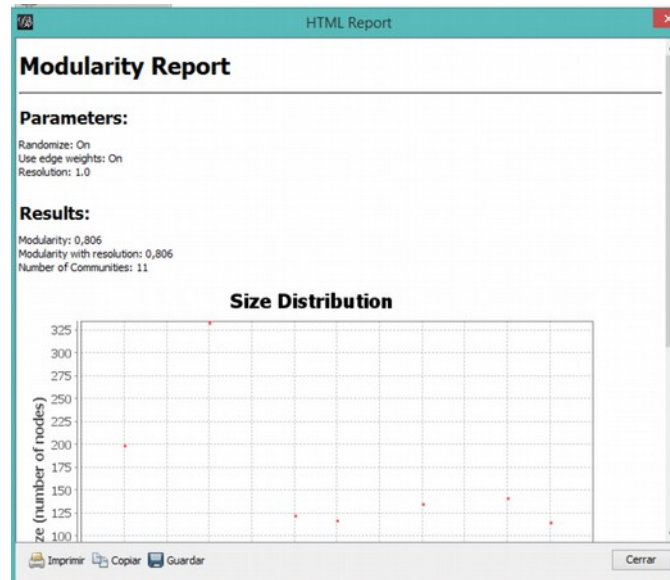 HTML Report
Modularity Report
Parameters:
Randomize: On
Use edge weights: On
Resolution: 1.0
Results:
Modularity: 0,806
Modularity with resolution: 0,806
Number of Communities: 11
Size Distribution
325
300
275
250
225
200
175
150
125
100
ze (number of nodes)
Imprimir Copiar Guardar Cerrar